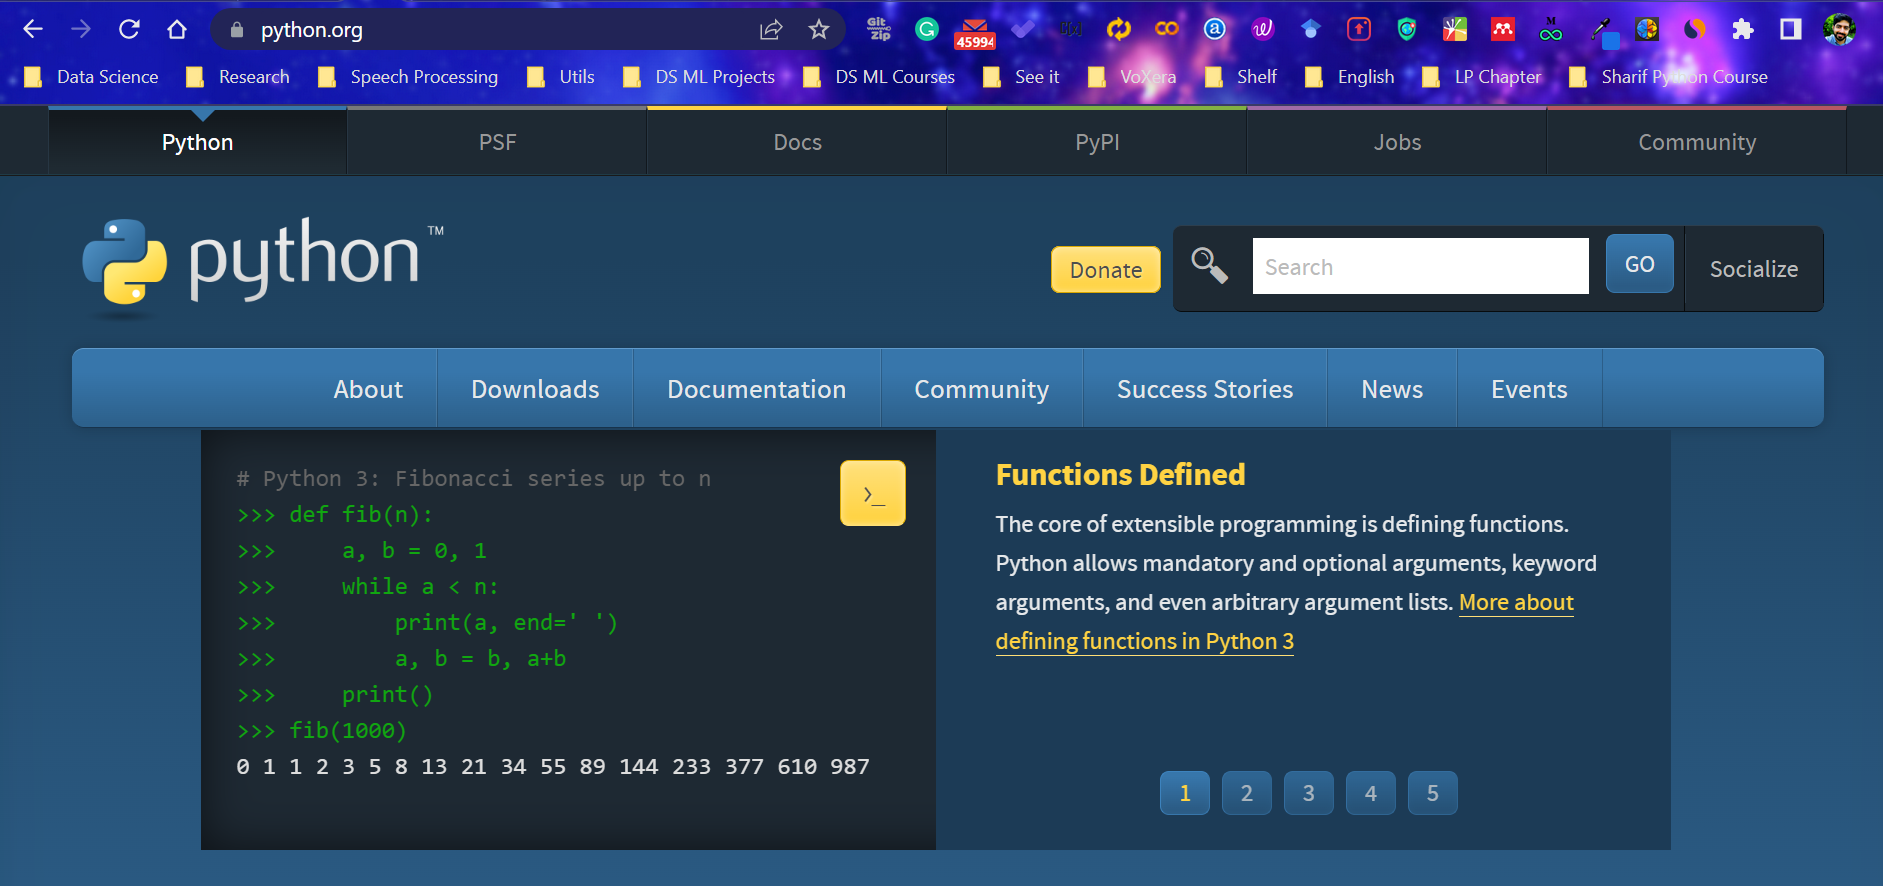 python.org
Git
Zip
45994
Data Science Research Speech Processing Utils DS ML Projects DS ML Courses See it VoXera Shelf English LP Chapter Sharif Python Course
Python PSF Docs PyPI Jobs Community
python™
Donate Search GO Socialize
About Downloads Documentation Community Success Stories News Events
# Python 3: Fibonacci series up to n
>>> def fib(n):
>>>     a, b = 0, 1
>>>     while a < n:
>>>         print(a, end=' ')
>>>         a, b = b, a+b
>>>     print()
>>> fib(1000)
0 1 1 2 3 5 8 13 21 34 55 89 144 233 377 610 987
>_
Functions Defined
The core of extensible programming is defining functions.
Python allows mandatory and optional arguments, keyword
arguments, and even arbitrary argument lists. More about
defining functions in Python 3
1 2 3 4 5